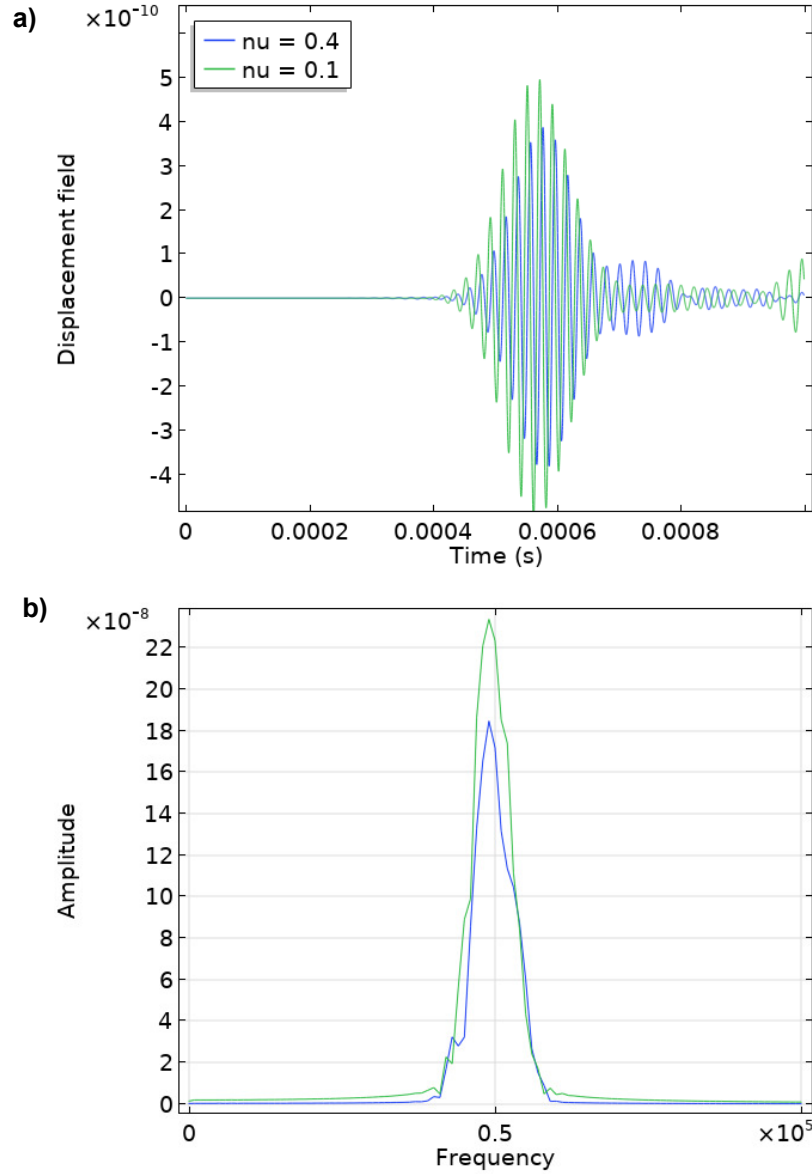 a)
×10⁻¹⁰
nu = 0.4
nu = 0.1
5
4
3
2
1
0
-1
-2
-3
-4
Displacement field
0 0.0002 0.0004 0.0006 0.0008
Time (s)
b)
×10⁻⁸
22
20
18
16
14
12
10
8
6
4
2
0
Amplitude
0 0.5 ×10⁵
Frequency